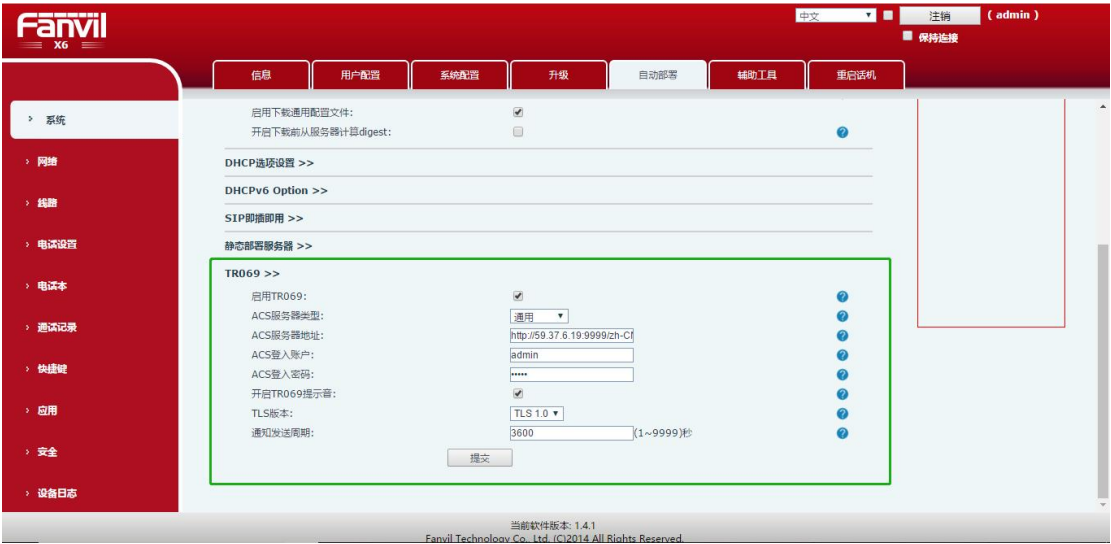 Fanvil
X6
中文
注销
( admin )
保持连接
信息
用户配置
系统配置
升级
自动部署
辅助工具
重启话机
› 系统
› 网络
› 线路
› 电话设置
› 电话本
› 通话记录
› 快捷键
› 应用
› 安全
› 设备日志
启用下载通用配置文件:
开启下载前从服务器计算digest:
DHCP选项设置 >>
DHCPv6 Option >>
SIP即插即用 >>
静态部署服务器 >>
TR069 >>
启用TR069:
ACS服务器类型: 通用
ACS服务器地址: http://59.37.6.19:9999/zh-CN
ACS登入账户: admin
ACS登入密码: •••••
开启TR069提示音:
TLS版本: TLS 1.0
通知发送周期: 3600 (1~9999)秒
提交
当前软件版本: 1.4.1
Fanvil Technology Co., Ltd. (C)2014 All Rights Reserved.